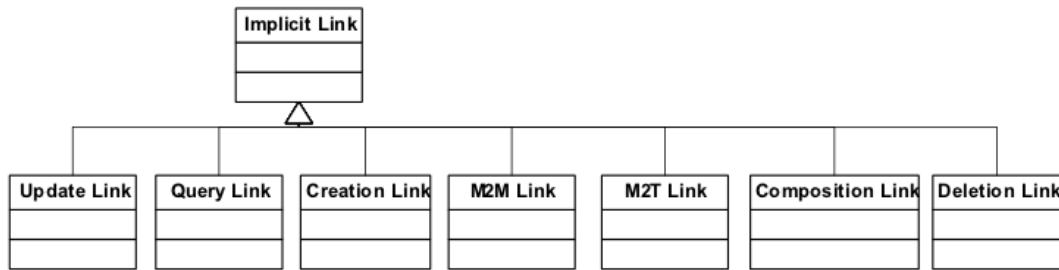 Implicit Link
Update Link
Query Link
Creation Link
M2M Link
M2T Link
Composition Link
Deletion Link